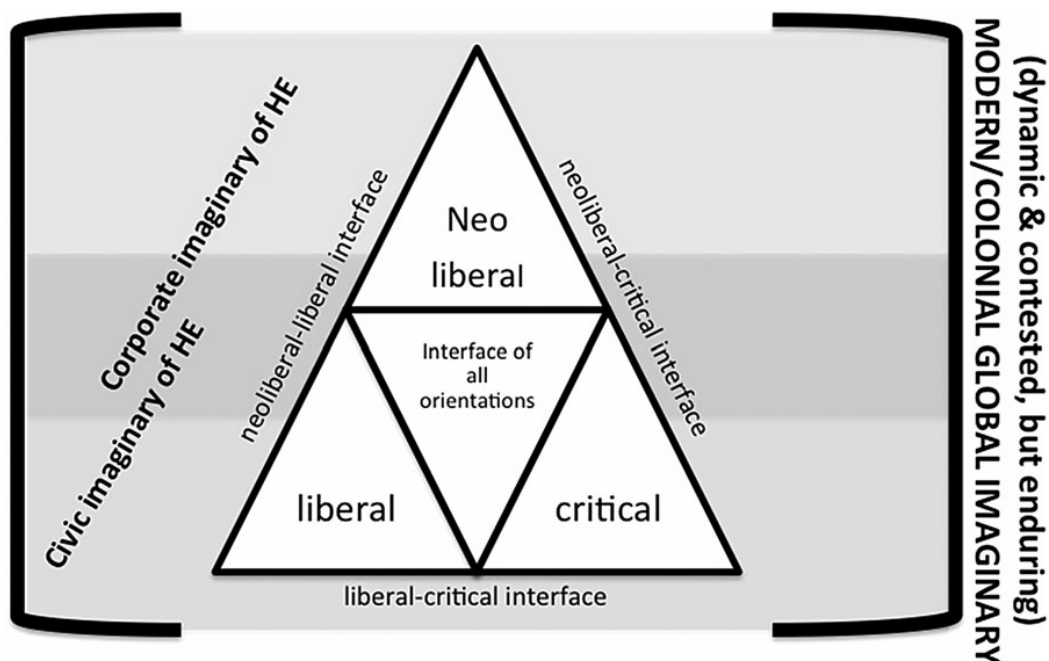 Corporate imaginary of HE
Civic imaginary of HE
neoliberal-liberal interface
Neo
liberal
neoliberal-critical interface
Interface of
all
orientations
liberal
critical
liberal-critical interface
(dynamic & contested, but enduring)
MODERN/COLONIAL GLOBAL IMAGINARY